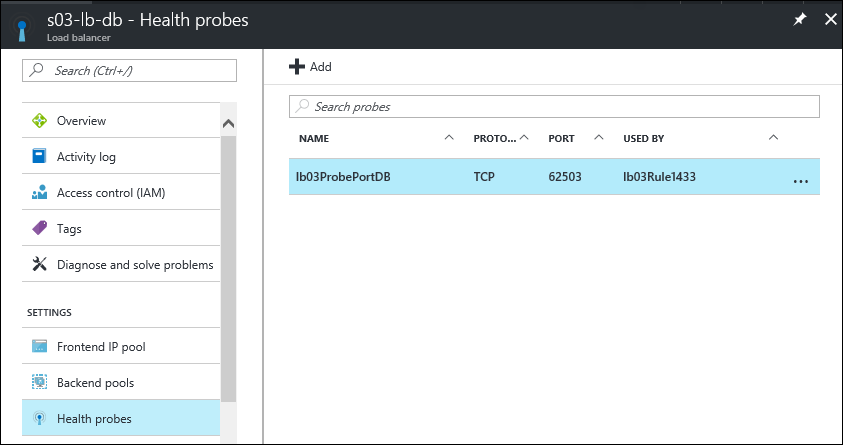 s03-lb-db - Health probes
Load balancer
Search (Ctrl+/)
Overview
Activity log
Access control (IAM)
Tags
Diagnose and solve problems
SETTINGS
Frontend IP pool
Backend pools
Health probes
Add
Search probes
NAME PROTO... PORT USED BY
lb03ProbePortDB TCP 62503 lb03Rule1433 ...